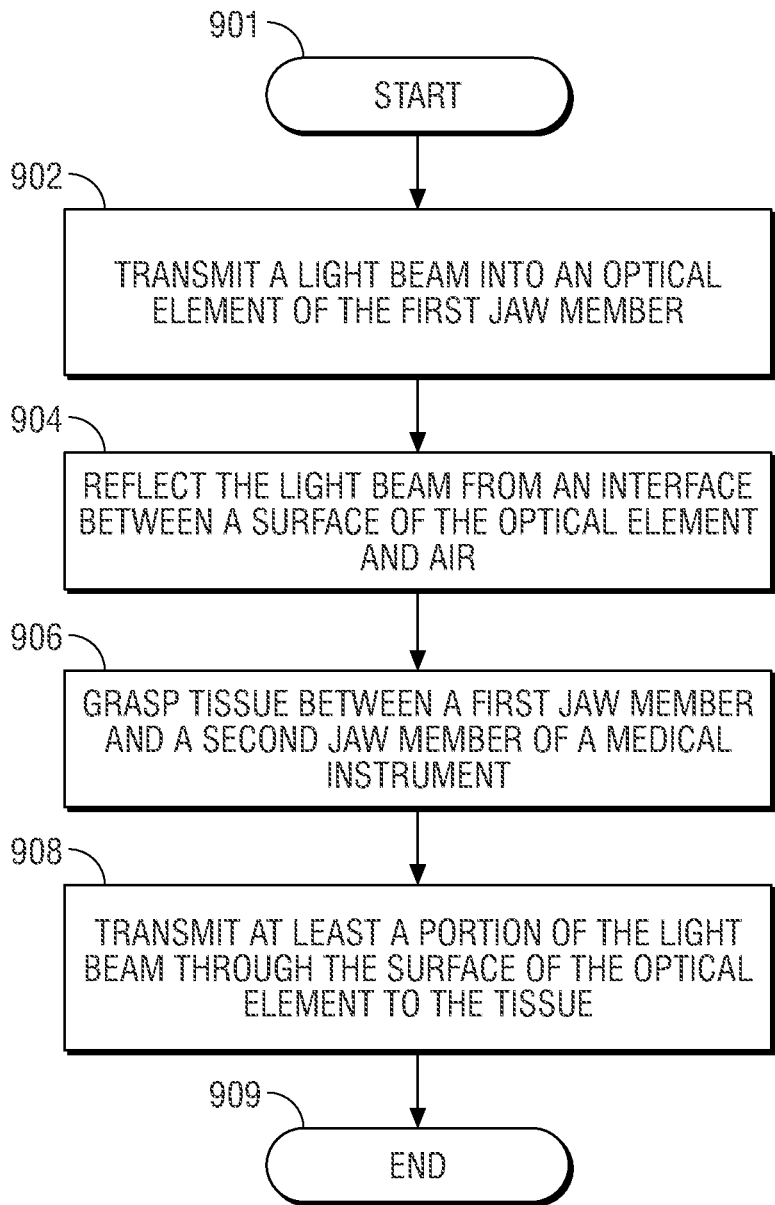 901
START
902
TRANSMIT A LIGHT BEAM INTO AN OPTICAL
ELEMENT OF THE FIRST JAW MEMBER
904
REFLECT THE LIGHT BEAM FROM AN INTERFACE
BETWEEN A SURFACE OF THE OPTICAL ELEMENT
AND AIR
906
GRASP TISSUE BETWEEN A FIRST JAW MEMBER
AND A SECOND JAW MEMBER OF A MEDICAL
INSTRUMENT
908
TRANSMIT AT LEAST A PORTION OF THE LIGHT
BEAM THROUGH THE SURFACE OF THE OPTICAL
ELEMENT TO THE TISSUE
909
END